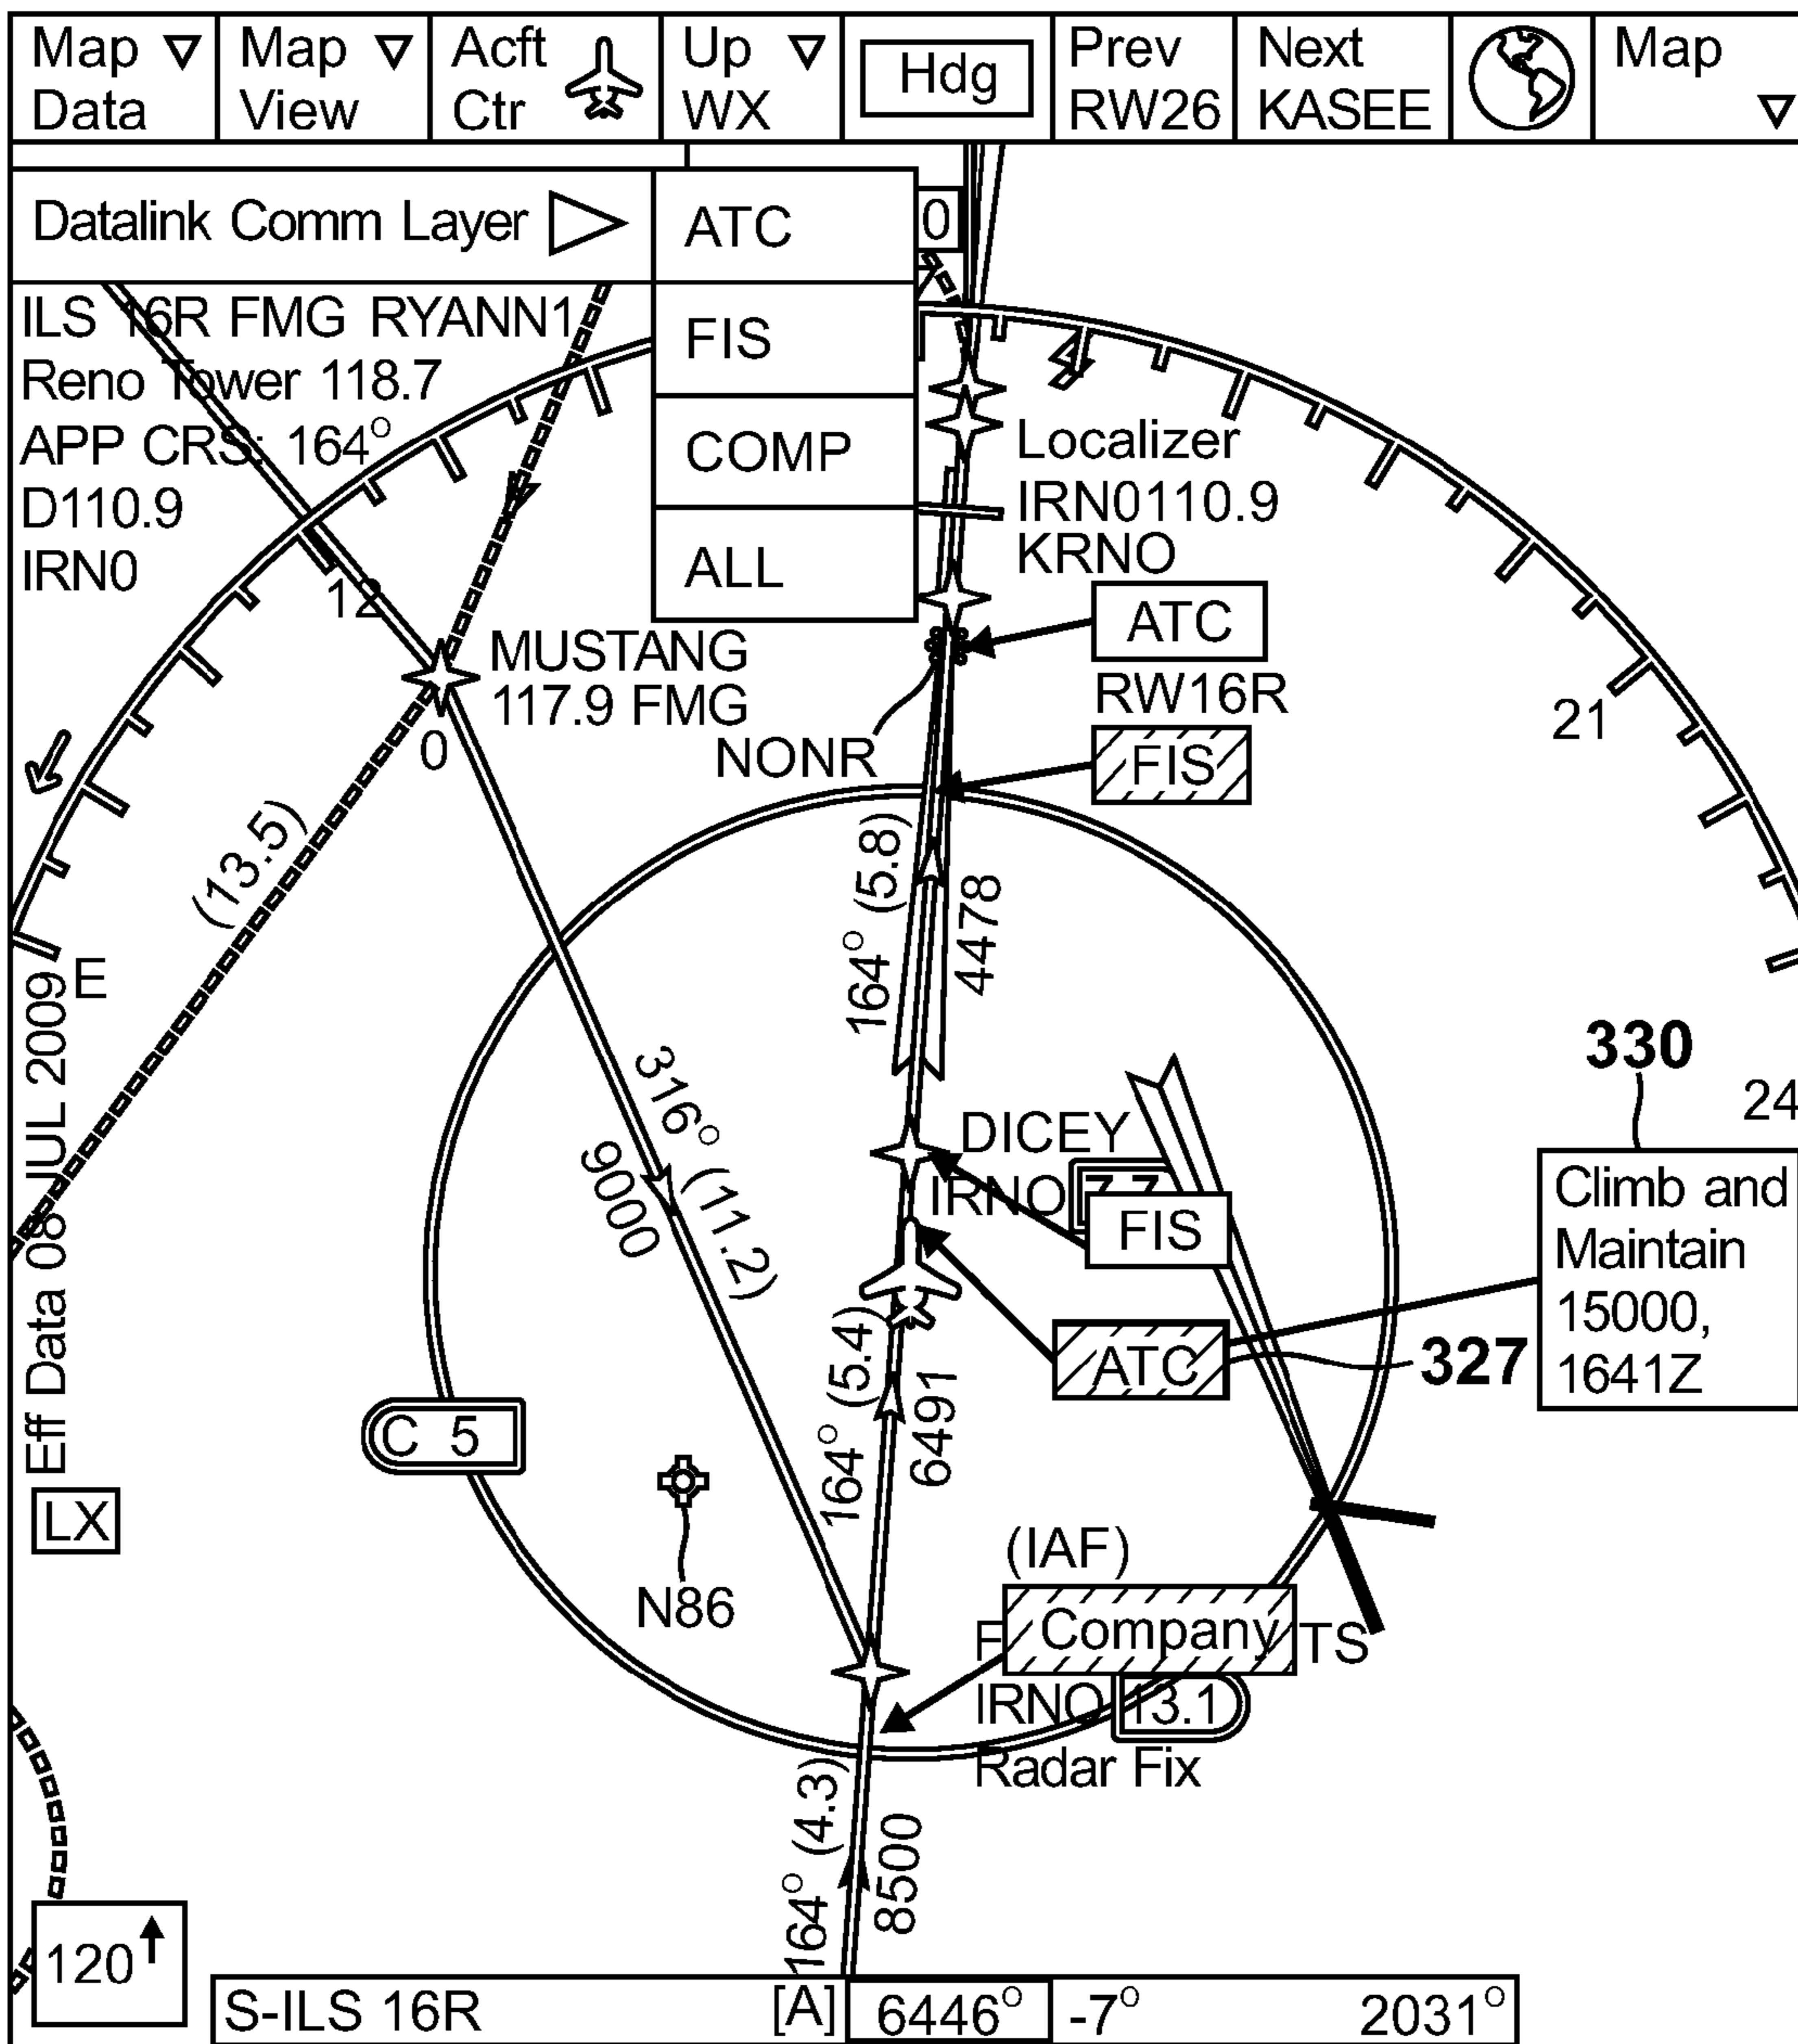 Map
Data
Map
View
Acft
Ctr
Up
WX
Hdg
Prev
RW26
Next
KASEE
Map
Datalink Comm Layer
ATC
FIS
COMP
ALL
0
ILS 16R FMG RYANN1
Reno Tower 118.7
APP CRS: 164°
D110.9
IRN0
12
Localizer
IRN0110.9
KRNO
ATC
RW16R
FIS
MUSTANG
117.9 FMG
0
NONR
21
(13.5)
E
164° (5.8)
4478
316° (11.2)
9000
330
24
DICEY
IRNO 7.7
FIS
Climb and
Maintain
15000,
1641Z
ATC
327
164° (5.4)
6491
C 5
Eff Data 08 JUL 2009
LX
N86
(IAF)
F Company TS
IRNO 13.1
Radar Fix
164° (4.3)
8500
120
S-ILS 16R [A] 6446° -7° 2031°